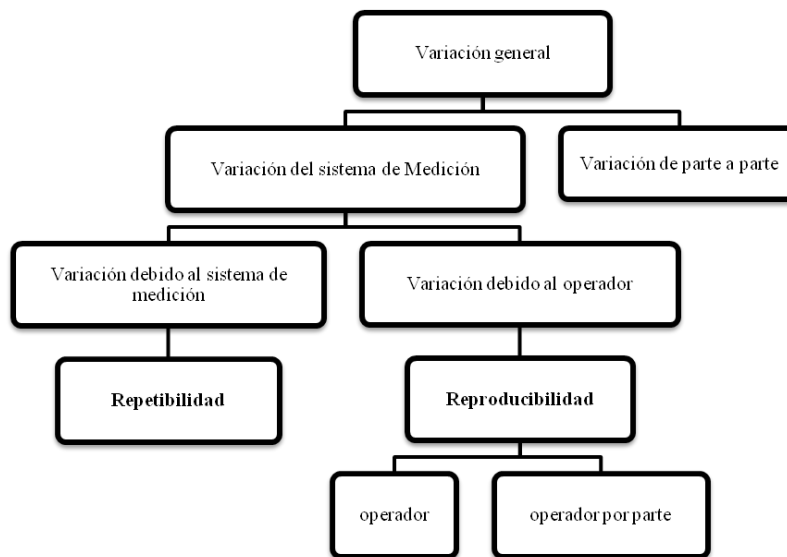 Variación general
Variación del sistema de Medición
Variación de parte a parte
Variación debido al sistema de
medición
Variación debido al operador
Repetibilidad
Reproducibilidad
operador
operador por parte